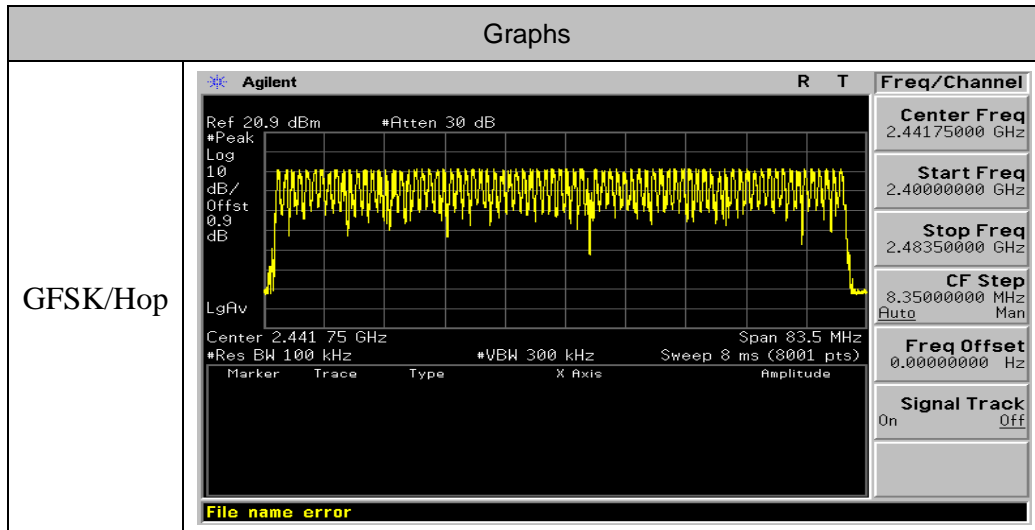 Graphs
GFSK/Hop
Agilent R T
Ref 20.9 dBm #Atten 30 dB
#Peak
Log
10
dB/
Offst
0.9
dB
LgAv
Center 2.441 75 GHz Span 83.5 MHz
#Res BW 100 kHz #VBW 300 kHz Sweep 8 ms (8001 pts)
Marker Trace Type X Axis Amplitude
File name error
Freq/Channel
Center Freq
2.44175000 GHz
Start Freq
2.40000000 GHz
Stop Freq
2.48350000 GHz
CF Step
8.35000000 MHz
Auto Man
Freq Offset
0.00000000 Hz
Signal Track
On Off